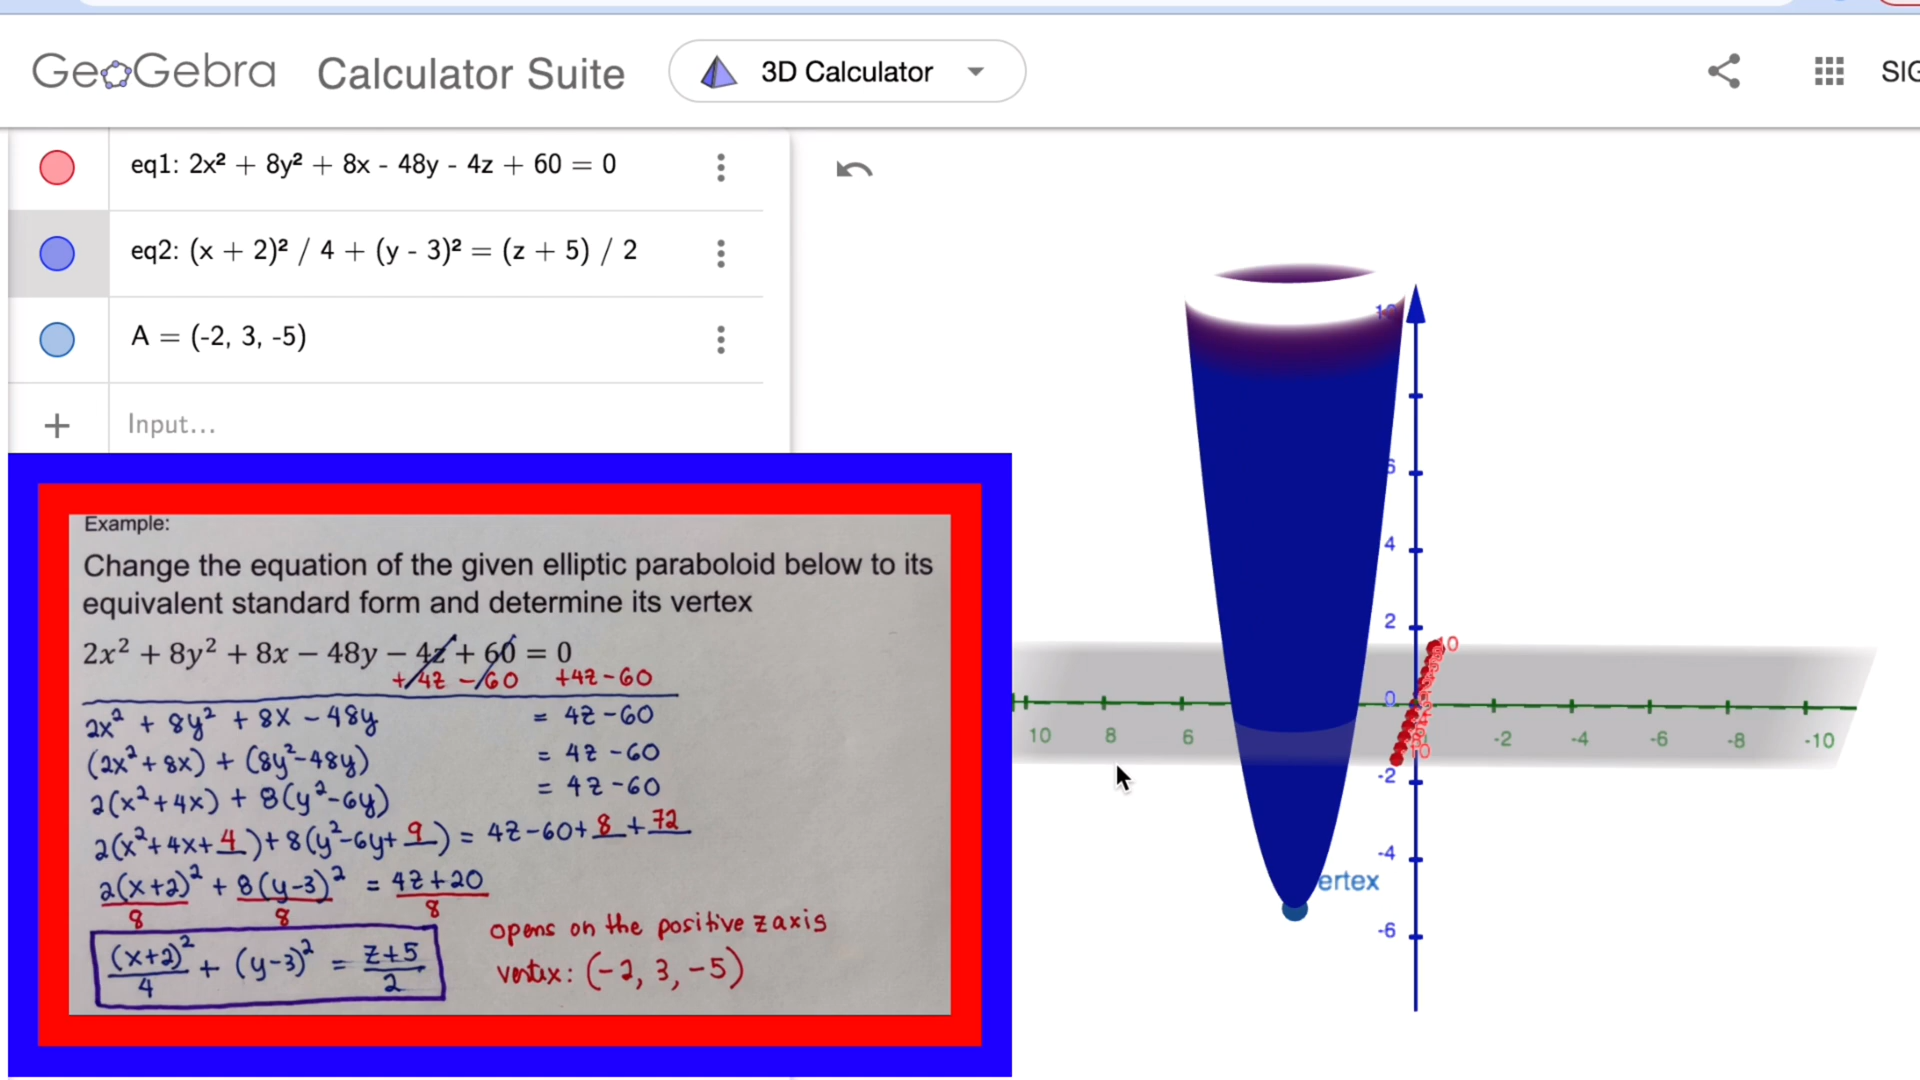 GeoGebra Calculator Suite 3D Calculator SIG
eq1: 2x² + 8y² + 8x - 48y - 4z + 60 = 0
eq2: (x + 2)² / 4 + (y - 3)² = (z + 5) / 2
A = (-2, 3, -5)
+ Input...
Example:
Change the equation of the given elliptic paraboloid below to its
equivalent standard form and determine its vertex
2x² + 8y² + 8x − 48y − 4z + 60 = 0
+4z −60 +4z −60
2x² + 8y² + 8x − 48y = 4z −60
(2x² + 8x) + (8y² − 48y) = 4z −60
2(x² + 4x) + 8(y² − 6y) = 4z −60
2(x² + 4x + 4) + 8(y² − 6y + 9) = 4z − 60 + 8 + 72
2(x+2)²/8 + 8(y−3)²/8 = 4z+20/8
(x+2)²/4 + (y−3)² = z+5/2
opens on the positive z axis
vertex: (−2, 3, −5)
6
4
2
0
-2
-4
-6
10 8 6 -2 -4 -6 -8 -10
10
ertex